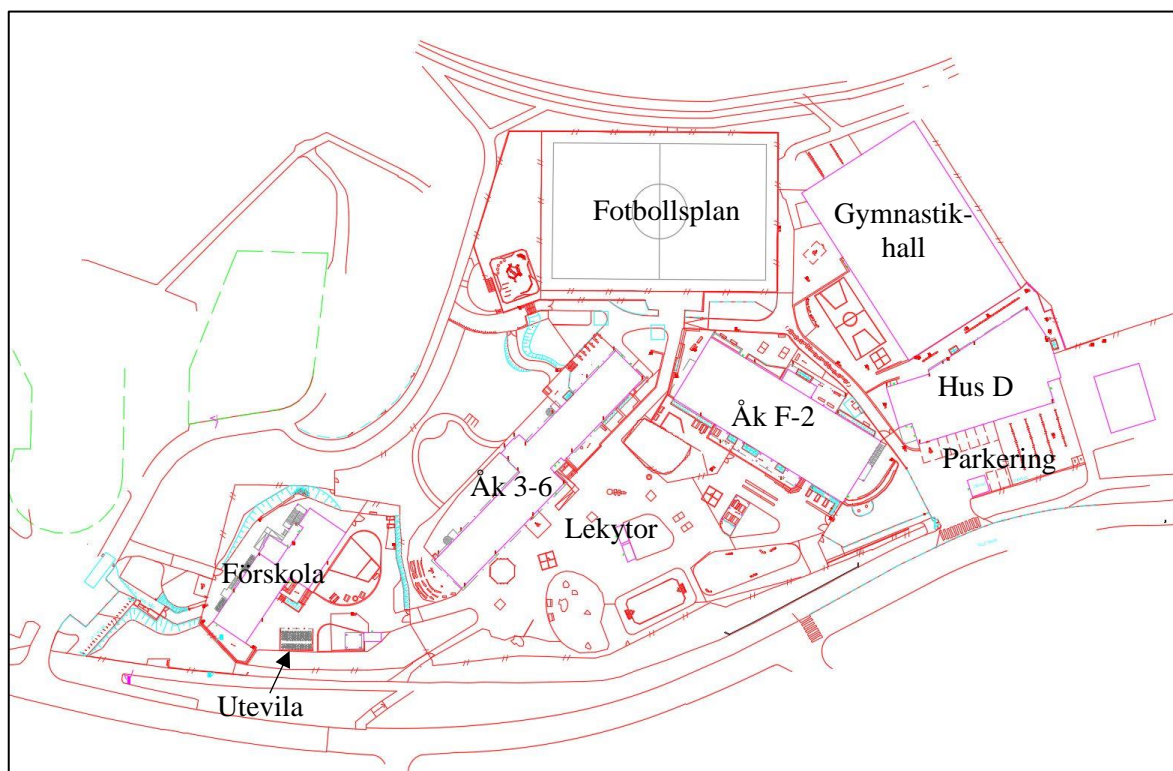 Fotbollsplan
Gymnastik-
hall
Hus D
Åk F-2
Parkering
Åk 3-6
Lekytor
Förskola
Utevila